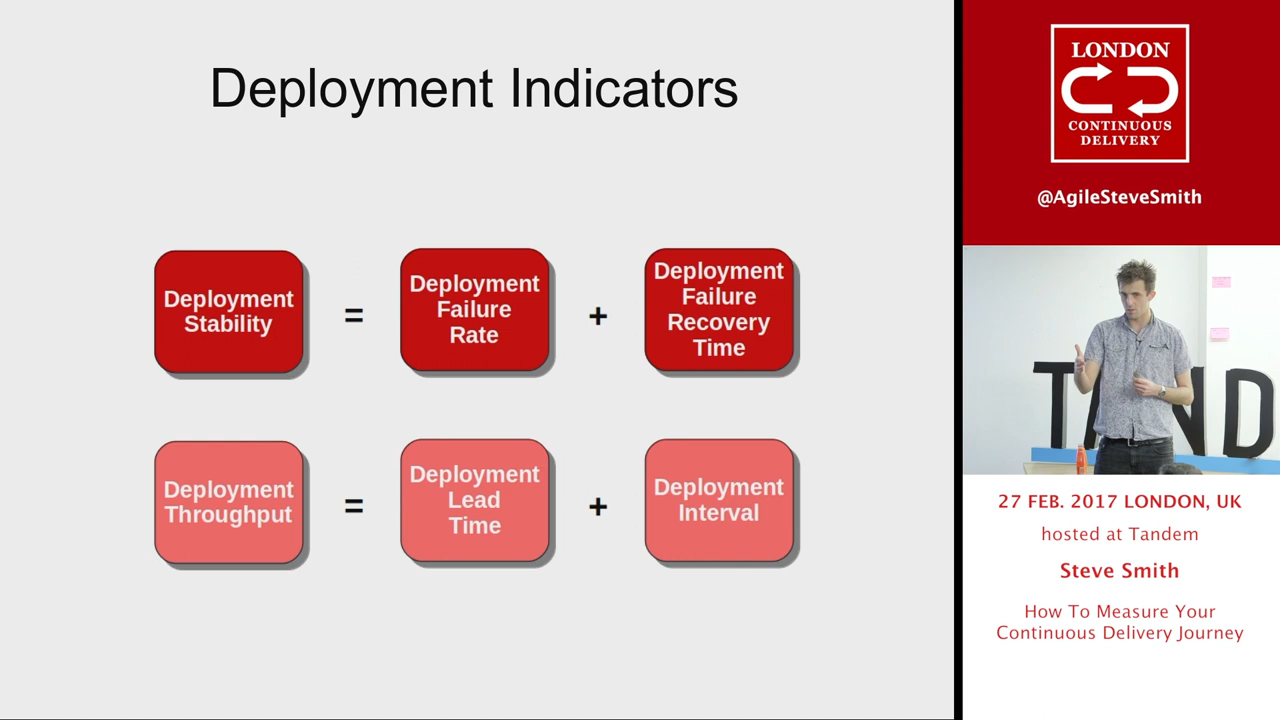 Deployment Indicators
Deployment
Stability
=
Deployment
Failure
Rate
+
Deployment
Failure
Recovery
Time
Deployment
Throughput
=
Deployment
Lead
Time
+
Deployment
Interval
LONDON
CONTINUOUS
DELIVERY
@AgileSteveSmith
TAND
27 FEB. 2017 LONDON, UK
hosted at Tandem
Steve Smith
How To Measure Your
Continuous Delivery Journey